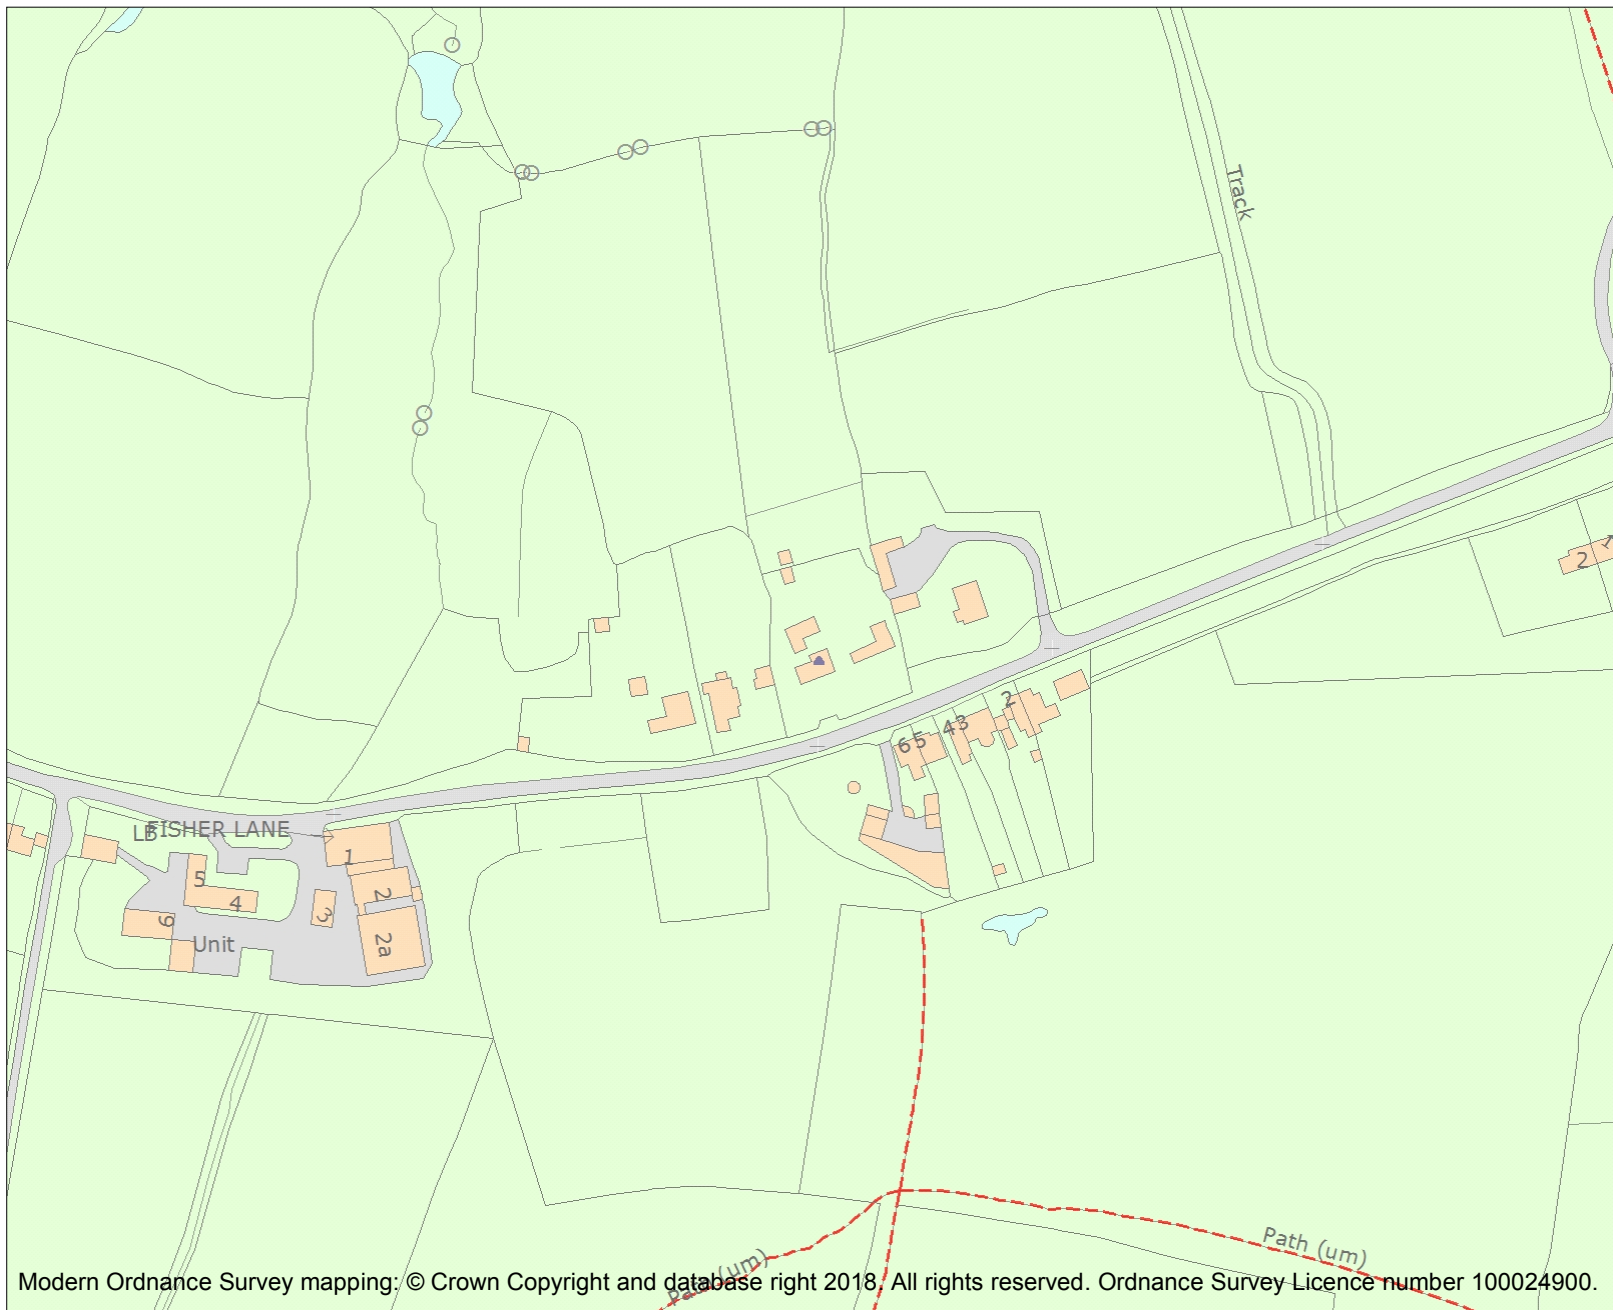 Track
2
1
2
4 3
6 5
LB
FISHER LANE
1
5
2
4
3
6
2a
Unit
Path (um)
Path (um)
Modern Ordnance Survey mapping: © Crown Copyright and database right 2018. All rights reserved. Ordnance Survey Licence number 100024900.